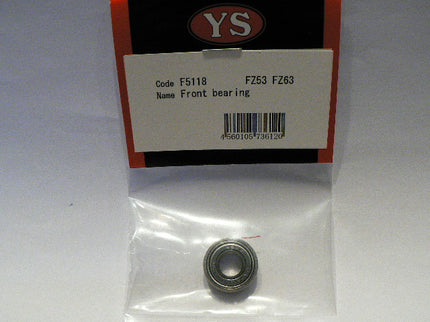 YS
Code F5118 FZ53 FZ63
Name Front bearing
4560105736120